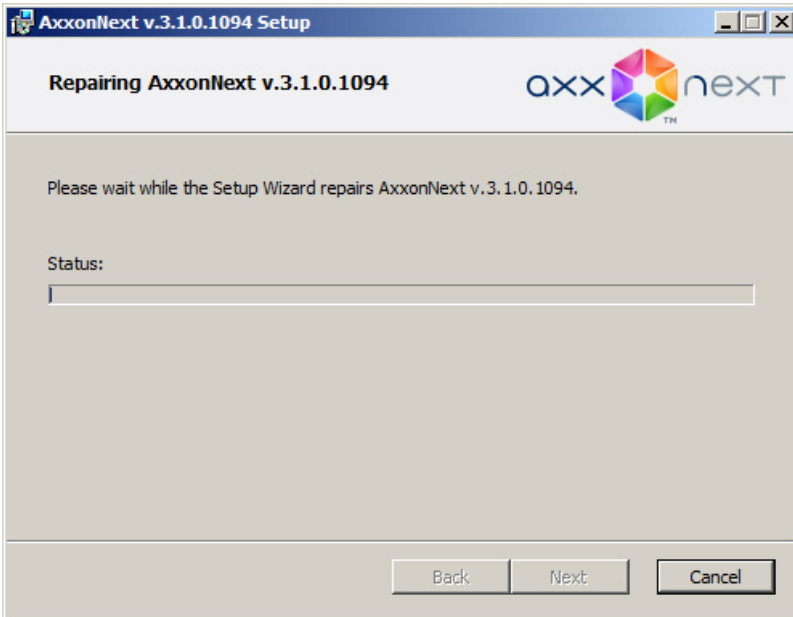 AxxonNext v.3.1.0.1094 Setup
Repairing AxxonNext v.3.1.0.1094
axx next
TM
Please wait while the Setup Wizard repairs AxxonNext v.3.1.0.1094.
Status:
Back Next Cancel